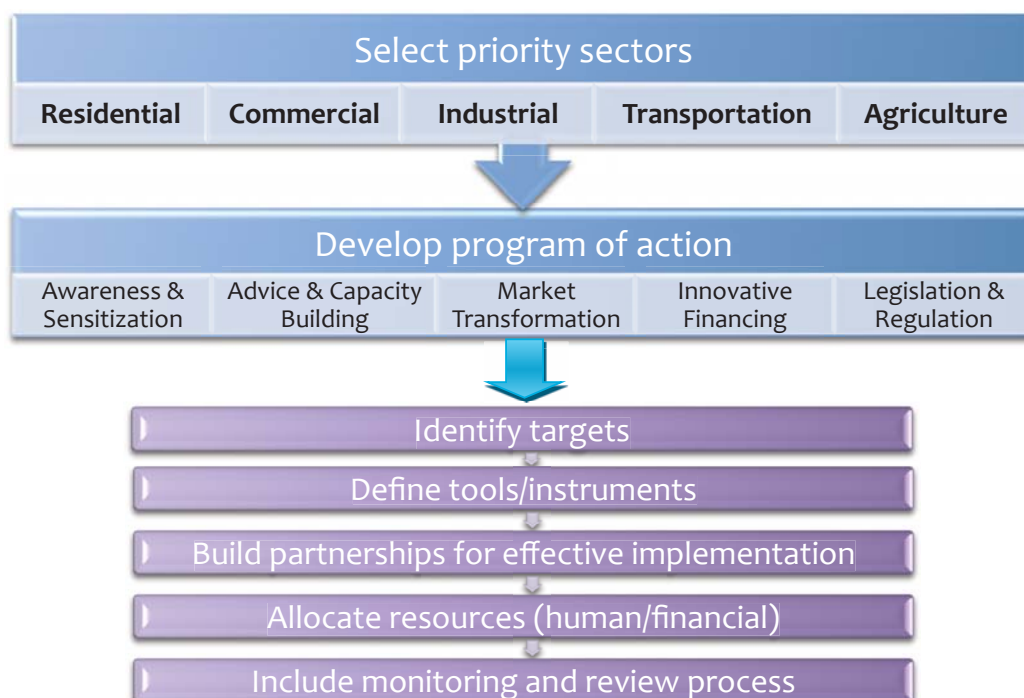 Select priority sectors
Residential Commercial Industrial Transportation Agriculture
Develop program of action
Awareness & Sensitization
Advice & Capacity Building
Market Transformation
Innovative Financing
Legislation & Regulation
Identify targets
Define tools/instruments
Build partnerships for effective implementation
Allocate resources (human/financial)
Include monitoring and review process